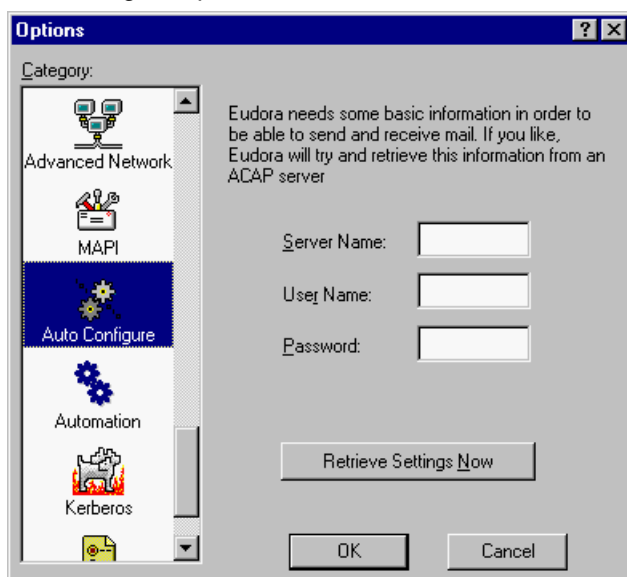 Options
Category:
Advanced Network
MAPI
Auto Configure
Automation
Kerberos
Eudora needs some basic information in order to
be able to send and receive mail. If you like,
Eudora will try and retrieve this information from an
ACAP server
Server Name:
User Name:
Password:
Retrieve Settings Now
OK
Cancel